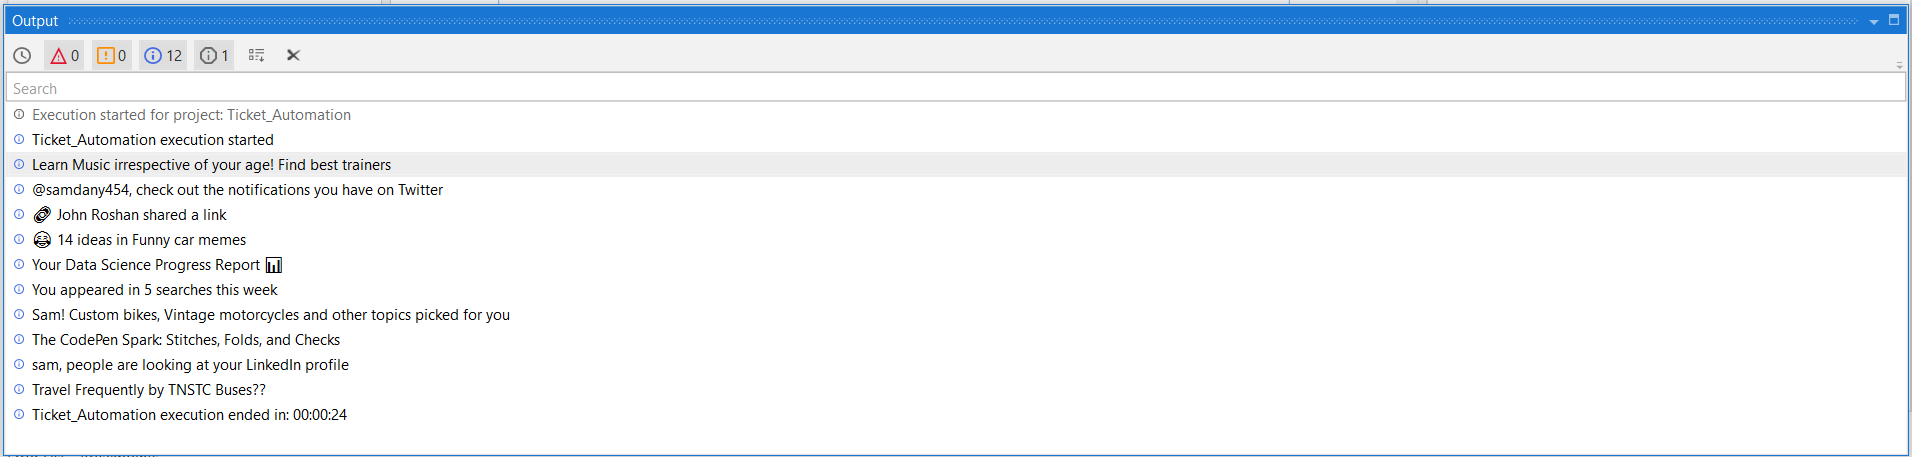 Output
0 0 12 1
Search
Execution started for project: Ticket_Automation
Ticket_Automation execution started
Learn Music irrespective of your age! Find best trainers
@samdany454, check out the notifications you have on Twitter
John Roshan shared a link
14 ideas in Funny car memes
Your Data Science Progress Report
You appeared in 5 searches this week
Sam! Custom bikes, Vintage motorcycles and other topics picked for you
The CodePen Spark: Stitches, Folds, and Checks
sam, people are looking at your LinkedIn profile
Travel Frequently by TNSTC Buses??
Ticket_Automation execution ended in: 00:00:24